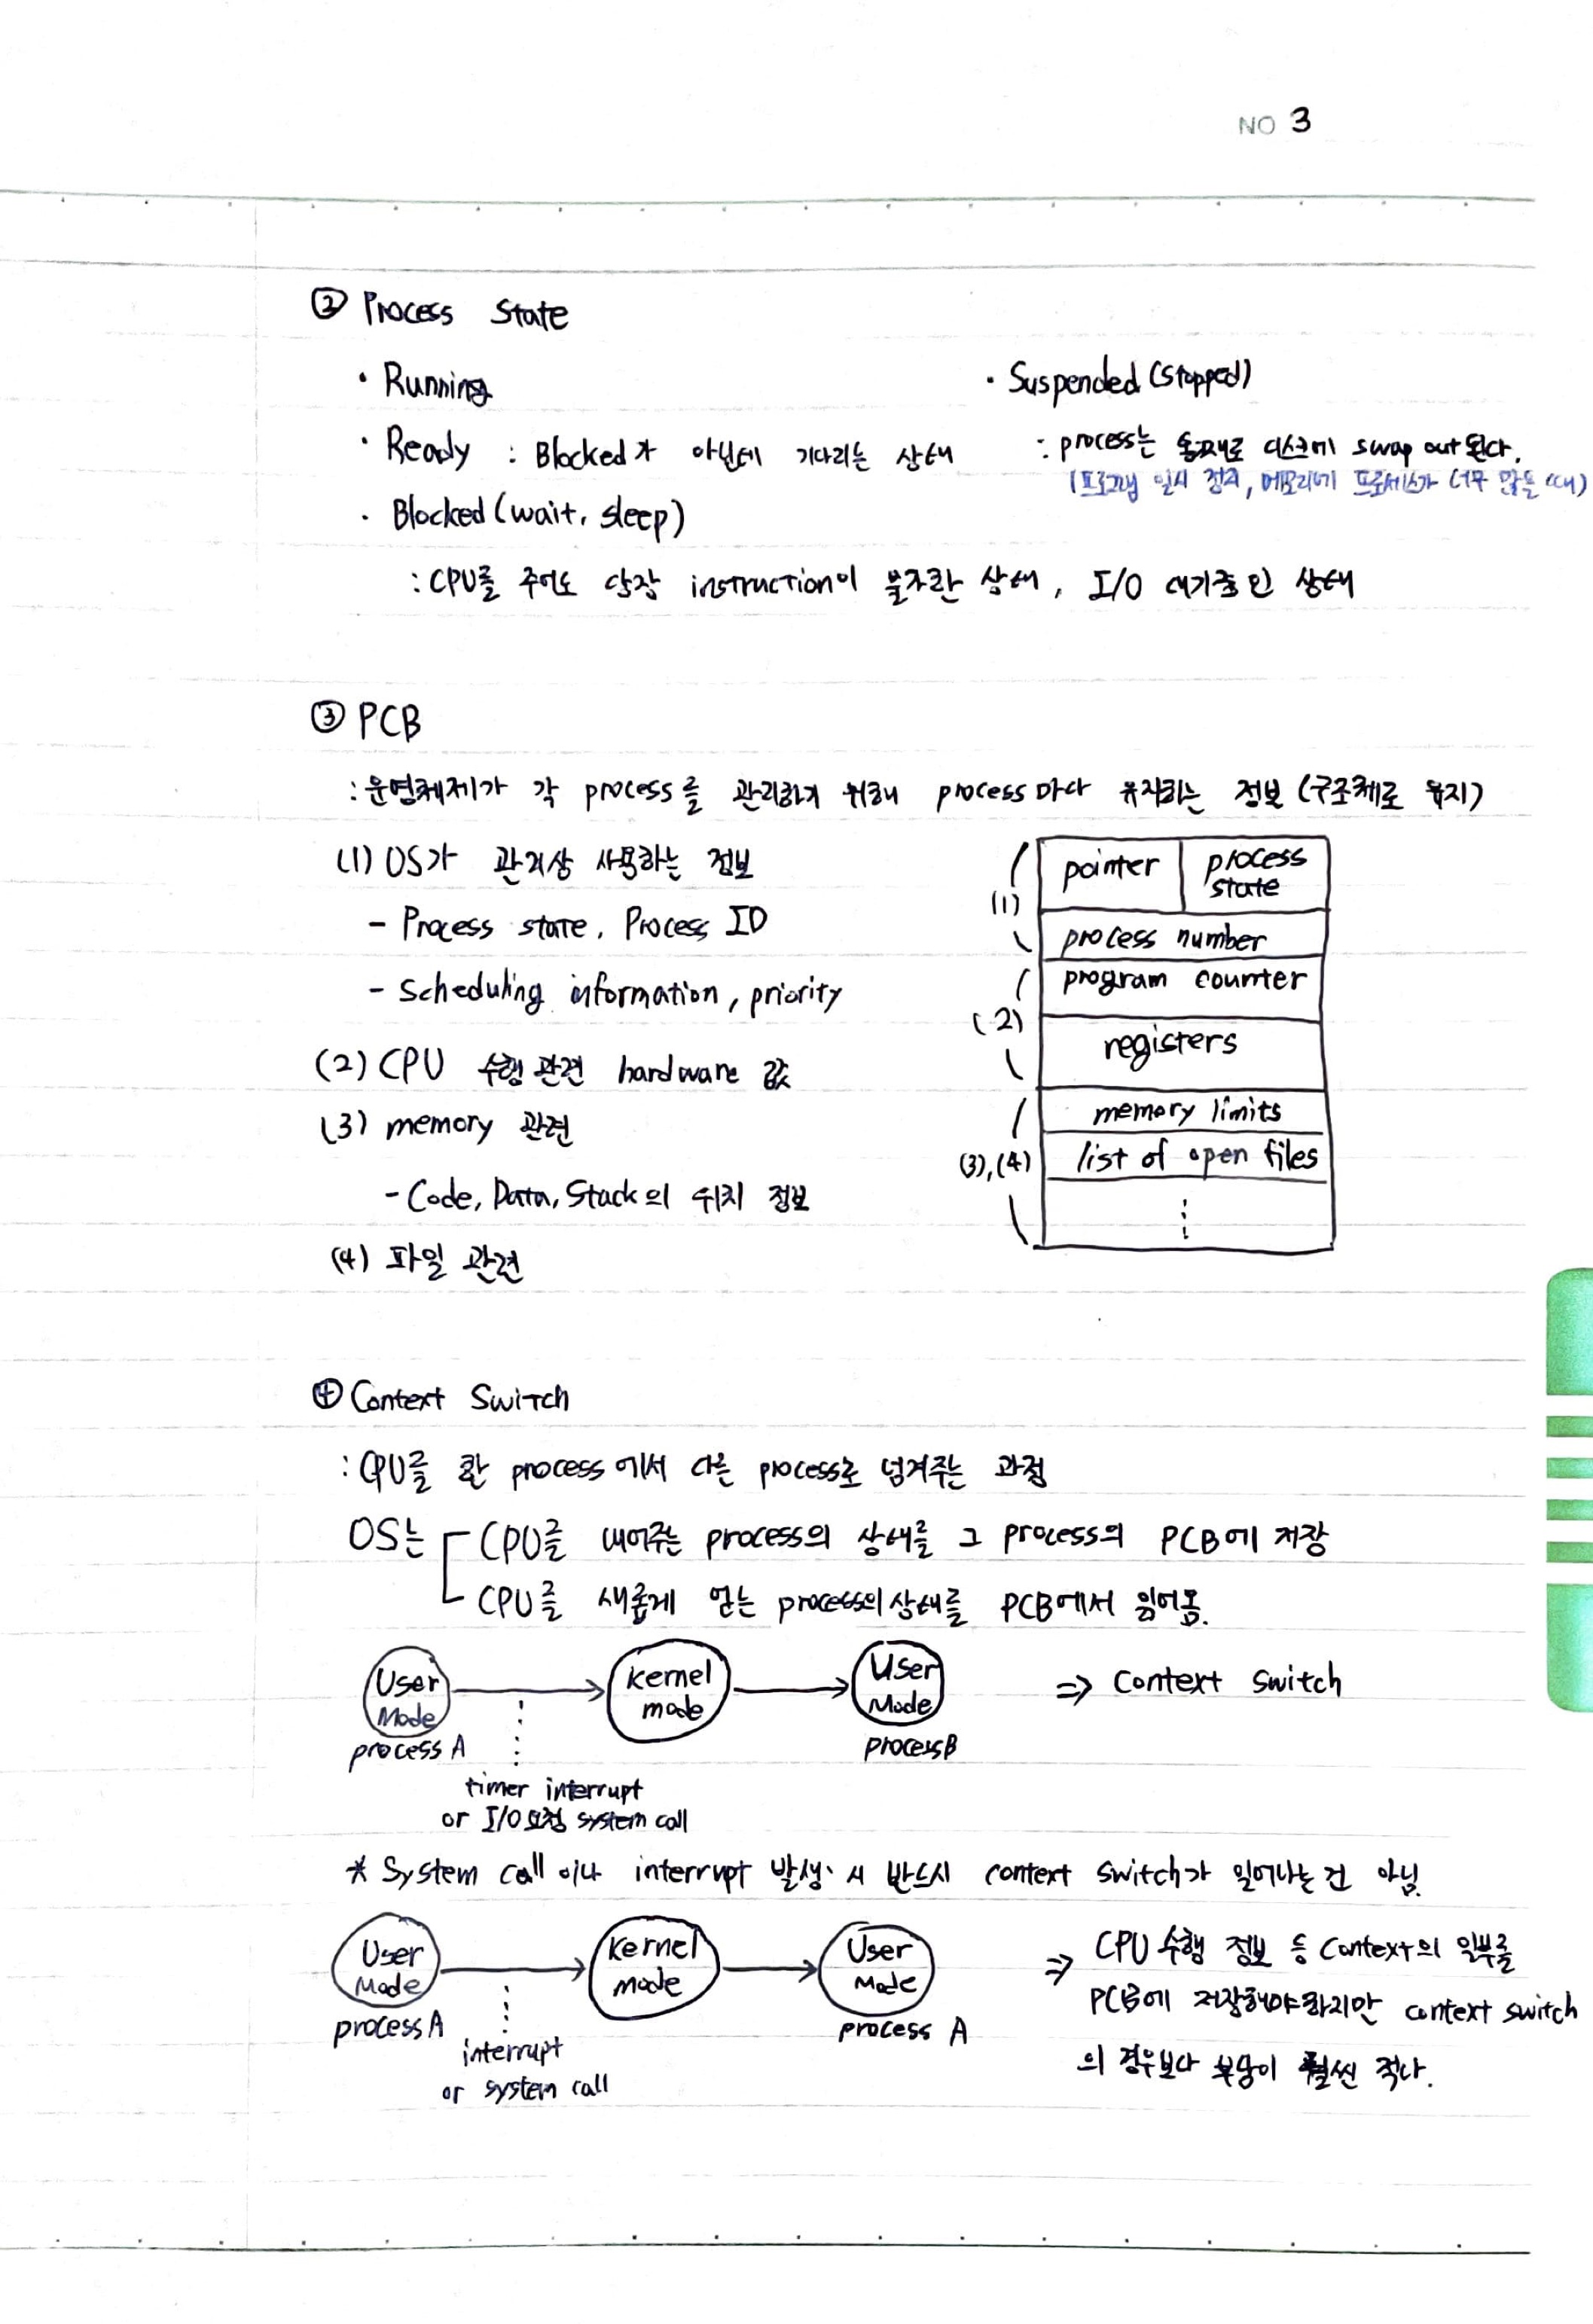 NO 3
② Process State
· Running
· Ready : Blocked가 아닌데 기다리는 상태
· Blocked (wait, sleep)
: CPU를 주어도 당장 instruction이 불가한 상태, I/O 대기중인 상태
· Suspended (stopped)
: process는 통째로 디스크에 swap out 된다.
(프로그램 일시 정지, 메모리에 프로세스가 너무 많을 때)
③ PCB
: 운영체제가 각 process를 관리하기 위해 process마다 유지하는 정보 (구조체로 유지)
(1) OS가 관리상 사용하는 정보
- Process state, Process ID
- Scheduling information, priority
(2) CPU 수행 관련 hardware 값
(3) memory 관련
- Code, Data, Stack의 위치 정보
(4) 파일 관련
(1)
pointer process state
process number
(2)
program counter
registers
(3), (4)
memory limits
list of open files
⋮
④ Context Switch
: CPU를 한 process에서 다른 process로 넘겨주는 과정
OS는 CPU를 내어주는 process의 상태를 그 process의 PCB에 저장
CPU를 새롭게 얻는 process의 상태를 PCB에서 읽어옴.
User Mode → Kernel mode → User Mode ⇒ Context switch
process A processB
timer interrupt
or I/O 요청 system call
* System call 이나 interrupt 발생 시 반드시 context switch가 일어나는 건 아님.
User Mode → Kernel mode → User Mode
process A process A
interrupt
or system call
⇒ CPU 수행 정보 등 Context의 일부를
PCB에 저장해야 하지만 context switch
의 경우보다 부담이 훨씬 적다.